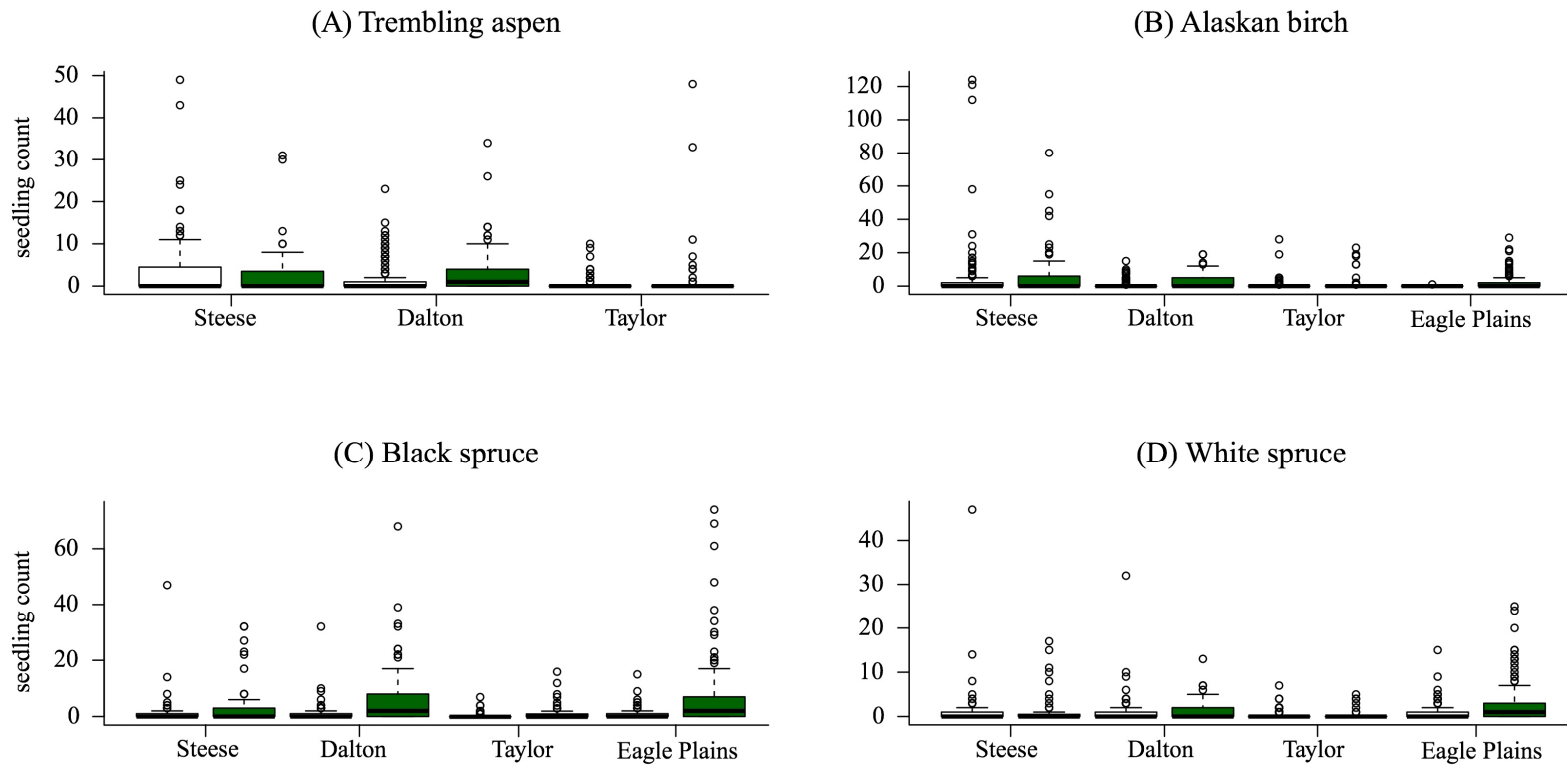 (A) Trembling aspen
seedling count
50
40
30
20
10
0
Steese Dalton Taylor
(B) Alaskan birch
120
100
80
60
40
20
0
Steese Dalton Taylor Eagle Plains
(C) Black spruce
seedling count
60
40
20
0
Steese Dalton Taylor Eagle Plains
(D) White spruce
40
30
20
10
0
Steese Dalton Taylor Eagle Plains